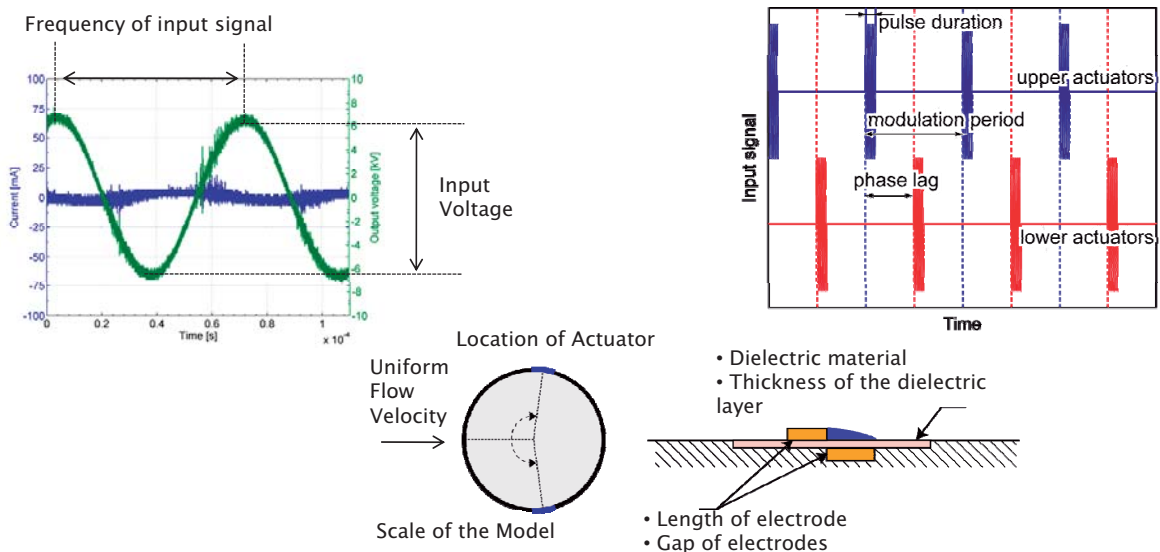 Frequency of input signal
Current [mA]
100
75
50
25
0
-25
-50
-75
-100
10
8
6
4
2
0
-2
-4
-6
-8
-10
Output voltage [kV]
0
0.2
0.4
0.6
0.8
1
Time [s]
x 10⁻⁴
Input
Voltage
Input signal
pulse duration
upper actuators
modulation period
phase lag
lower actuators
Time
Location of Actuator
Uniform
Flow
Velocity
Scale of the Model
• Dielectric material
• Thickness of the dielectric
layer
• Length of electrode
• Gap of electrodes